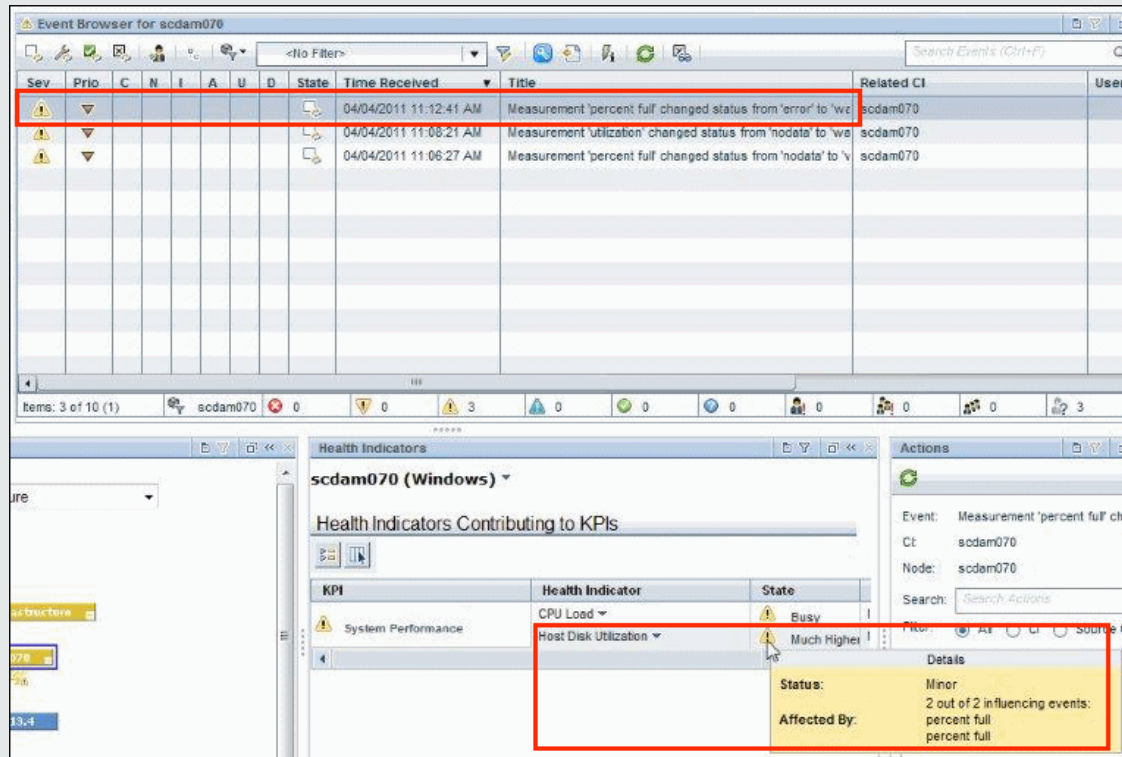 Event Browser for scdam070
<No Filter>
Search Events (Ctrl+F)
Sev Prio C N I A U D State Time Received Title Related CI User
04/04/2011 11:12:41 AM Measurement 'percent full' changed status from 'error' to 'wa scdam070
04/04/2011 11:08:21 AM Measurement 'utilization' changed status from 'nodata' to 'wa scdam070
04/04/2011 11:06:27 AM Measurement 'percent full' changed status from 'nodata' to 'v scdam070
Items: 3 of 10 (1) scdam070 0 0 3 0 0 0 0 0 0 3
Health Indicators
Actions
scdam070 (Windows)
ure
Health Indicators Contributing to KPIs
Event: Measurement 'percent full' ch
CI: scdam070
Node: scdam070
Search: Search Actions
Filter: All CI Source
KPI Health Indicator State
System Performance
CPU Load Busy
Host Disk Utilization Much Higher
astructure
070
13.4
Details
Status: Minor
2 out of 2 influencing events:
Affected By: percent full
percent full